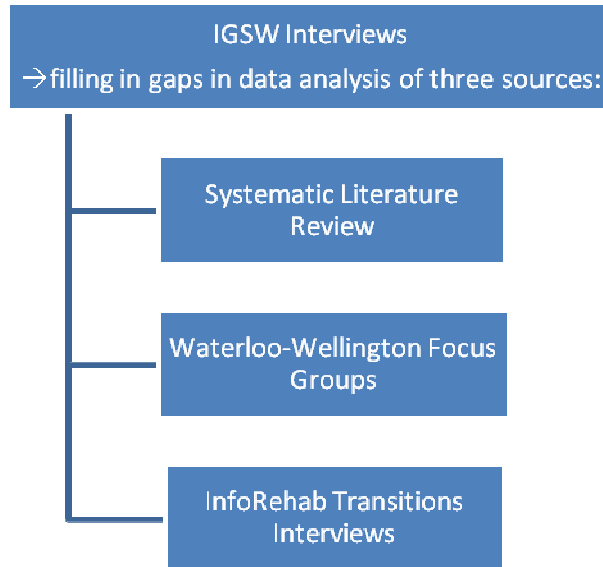 IGSW Interviews
→filling in gaps in data analysis of three sources:
Systematic Literature
Review
Waterloo-Wellington Focus
Groups
InfoRehab Transitions
Interviews